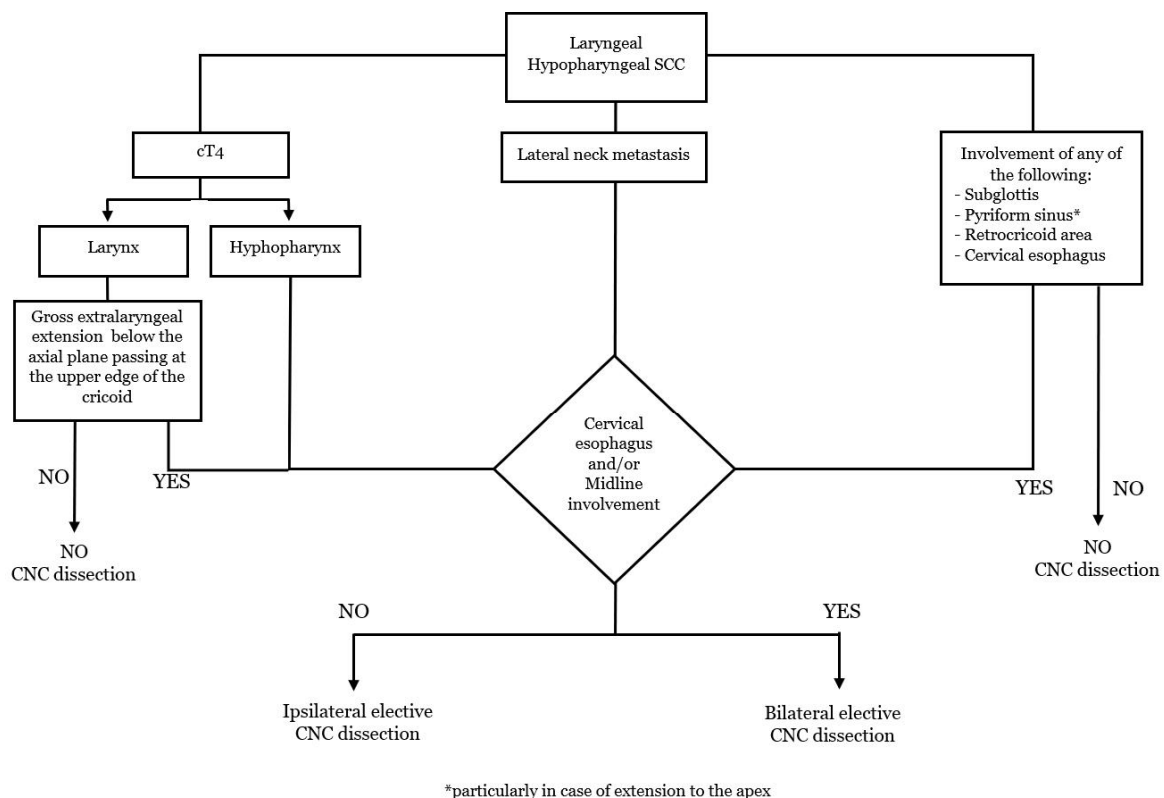 Laryngeal
Hypopharyngeal SCC
cT4
Lateral neck metastasis
Involvement of any of
the following:
- Subglottis
- Pyriform sinus*
- Retrocricoid area
- Cervical esophagus
Larynx
Hyphopharynx
Gross extralaryngeal
extension below the
axial plane passing at
the upper edge of the
cricoid
Cervical
esophagus
and/or
Midline
involvement
NO
YES
YES
NO
NO
CNC dissection
NO
CNC dissection
NO
YES
Ipsilateral elective
CNC dissection
Bilateral elective
CNC dissection
*particularly in case of extension to the apex